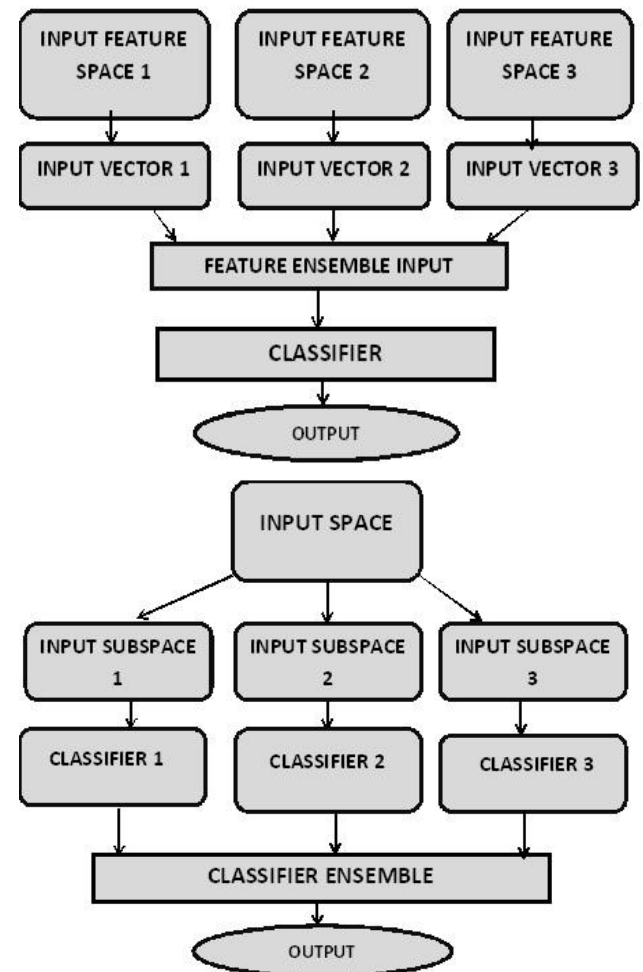 INPUT FEATURE
SPACE 1
INPUT FEATURE
SPACE 2
INPUT FEATURE
SPACE 3
INPUT VECTOR 1
INPUT VECTOR 2
INPUT VECTOR 3
FEATURE ENSEMBLE INPUT
CLASSIFIER
OUTPUT
INPUT SPACE
INPUT SUBSPACE
1
INPUT SUBSPACE
2
INPUT SUBSPACE
3
CLASSIFIER 1
CLASSIFIER 2
CLASSIFIER 3
CLASSIFIER ENSEMBLE
OUTPUT